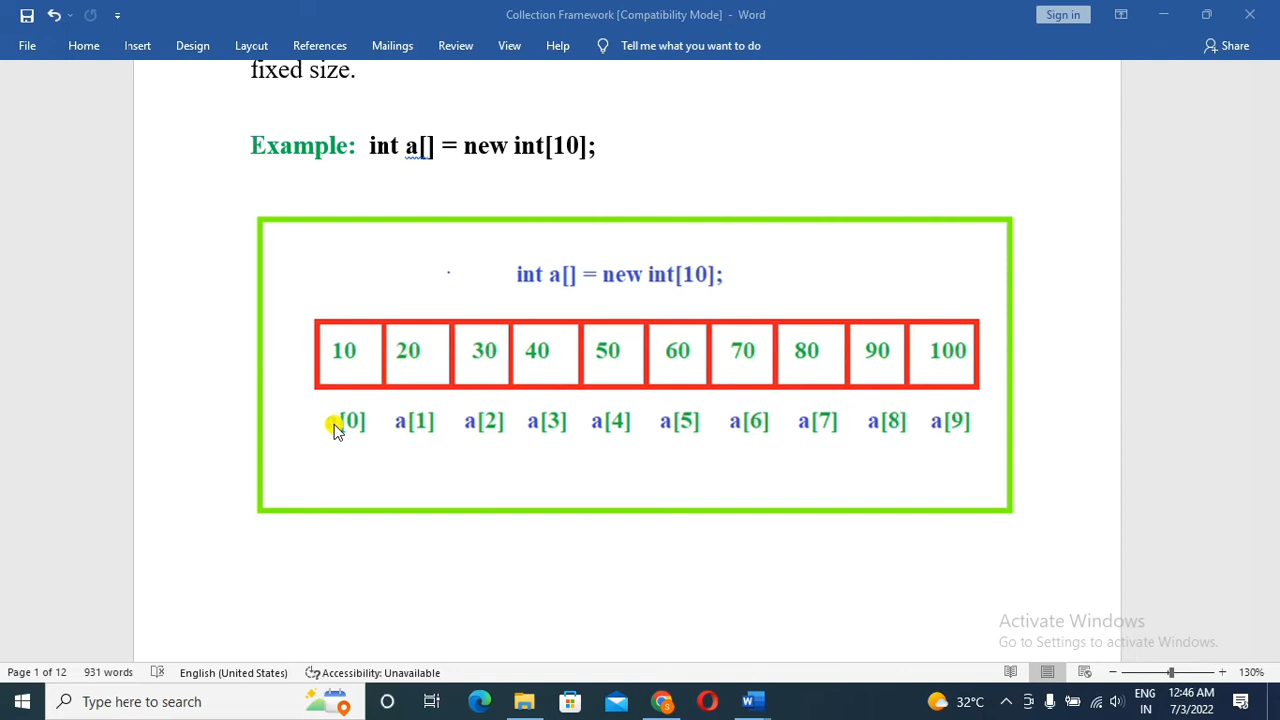 Collection Framework [Compatibility Mode] - Word
Sign in
File Home Insert Design Layout References Mailings Review View Help Tell me what you want to do Share
fixed size.
Example: int a[] = new int[10];
int a[] = new int[10];
10 20 30 40 50 60 70 80 90 100
a[0] a[1] a[2] a[3] a[4] a[5] a[6] a[7] a[8] a[9]
Activate Windows
Go to Settings to activate Windows.
Page 1 of 12 931 words English (United States) Accessibility: Unavailable 130%
Type here to search
32°C
ENG
IN
12:46 AM
7/3/2022